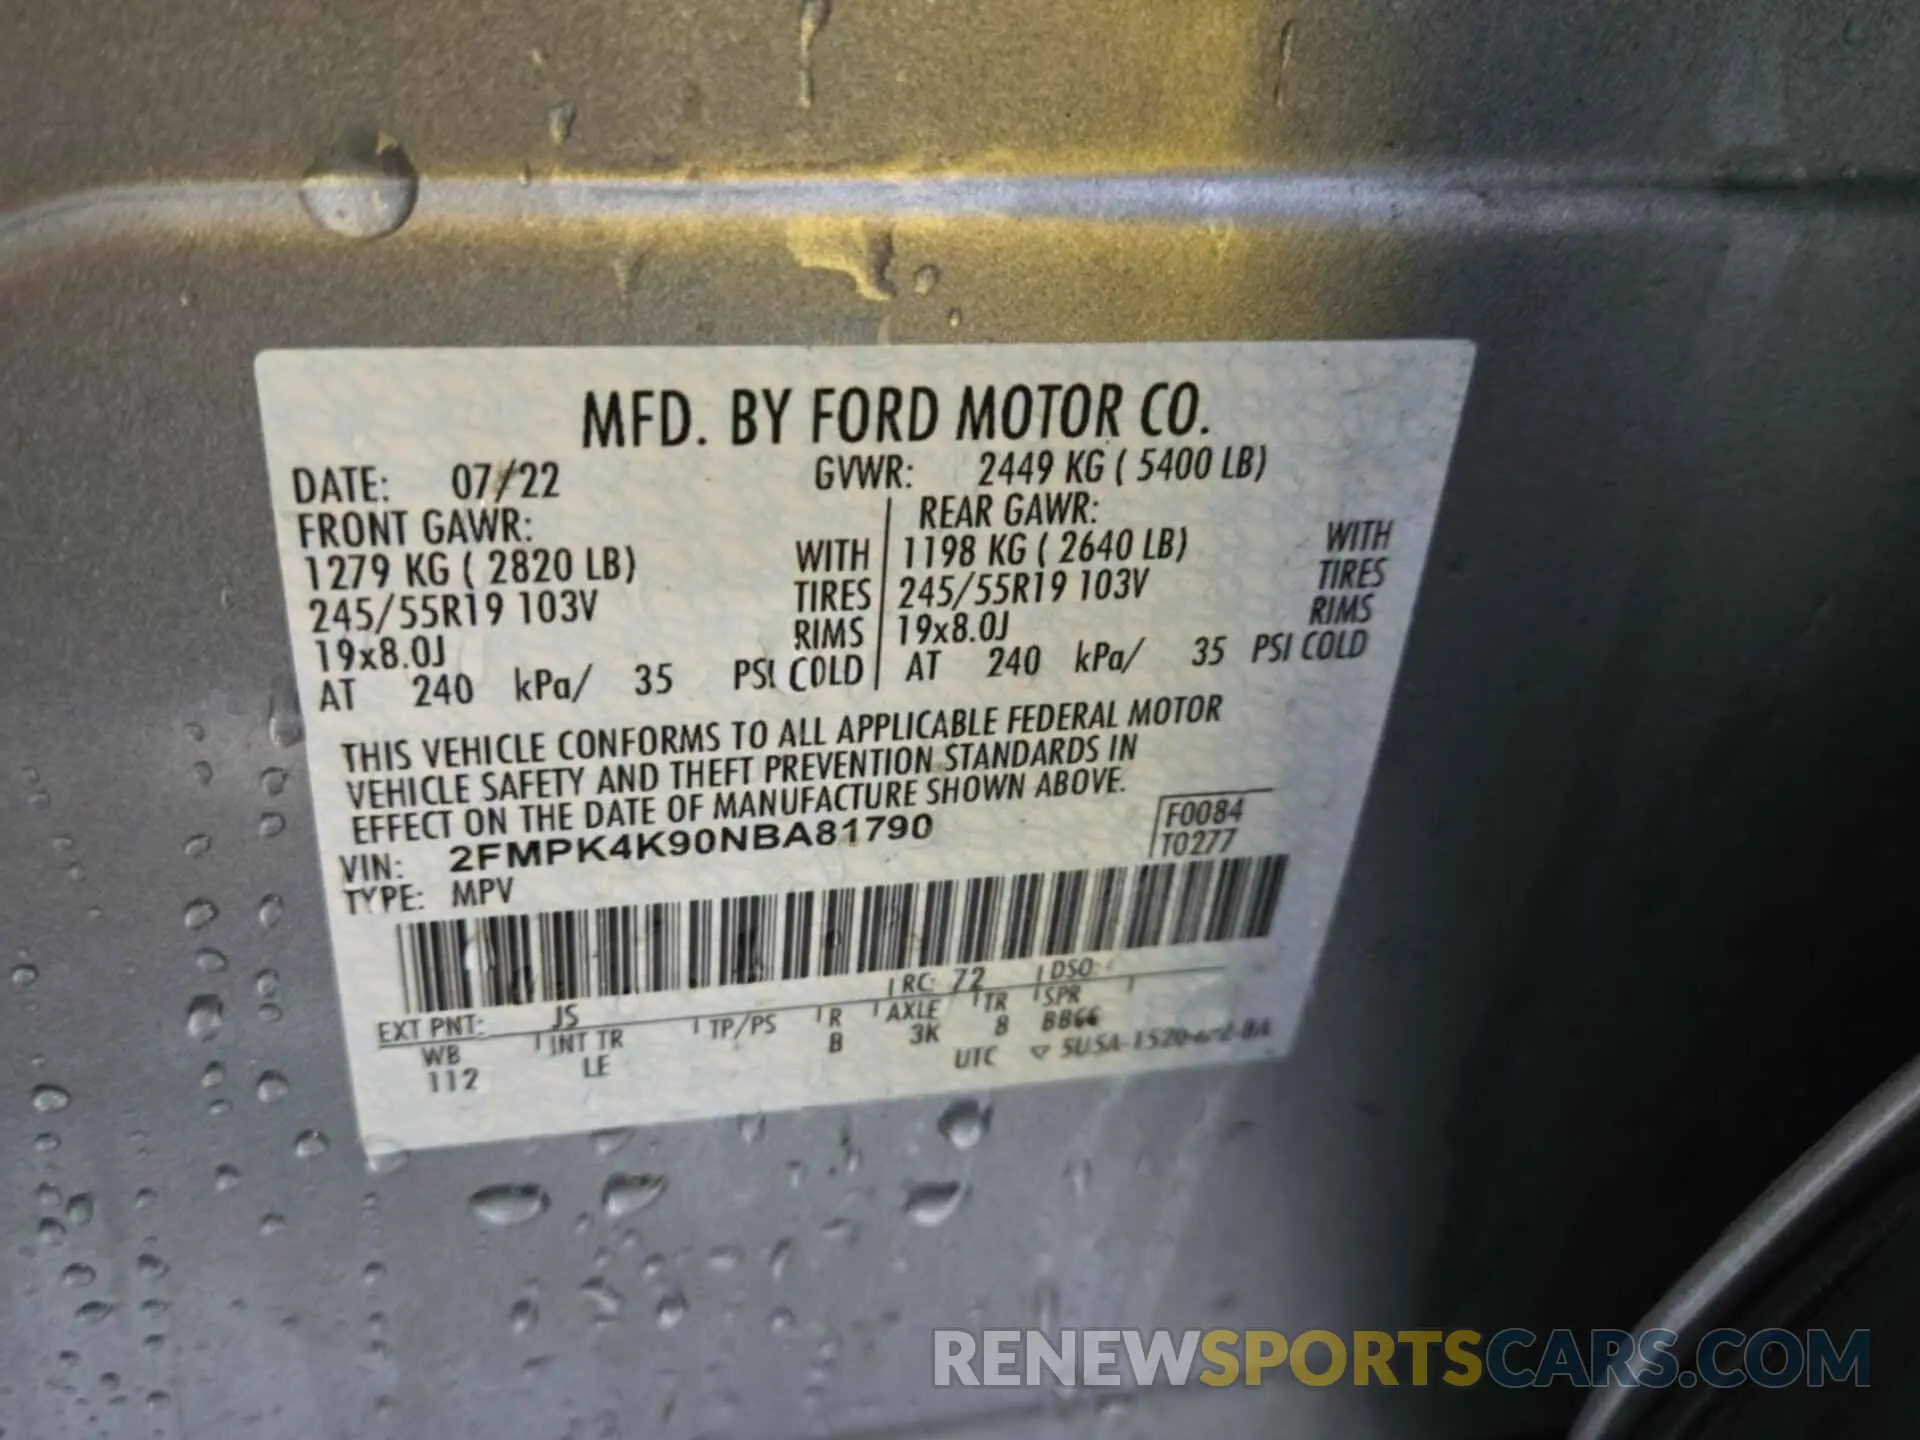 MFD. BY FORD MOTOR CO.
DATE: 07/22 GVWR: 2449 KG ( 5400 LB)
FRONT GAWR: REAR GAWR:
1279 KG ( 2820 LB) WITH 1198 KG ( 2640 LB) WITH
245/55R19 103V TIRES 245/55R19 103V TIRES
19x8.0J RIMS 19x8.0J RIMS
AT 240 kPa/ 35 PSI COLD AT 240 kPa/ 35 PSI COLD
THIS VEHICLE CONFORMS TO ALL APPLICABLE FEDERAL MOTOR
VEHICLE SAFETY AND THEFT PREVENTION STANDARDS IN
EFFECT ON THE DATE OF MANUFACTURE SHOWN ABOVE.
VIN: 2FMPK4K90NBA81790 F0084
TYPE: MPV T0277
EXT PNT: JS RC: 72 DSO:
WB INT TR TP/PS R AXLE TR SPR
112 LE B 3K 8
UTC
RENEWSPORTSCARS.COM